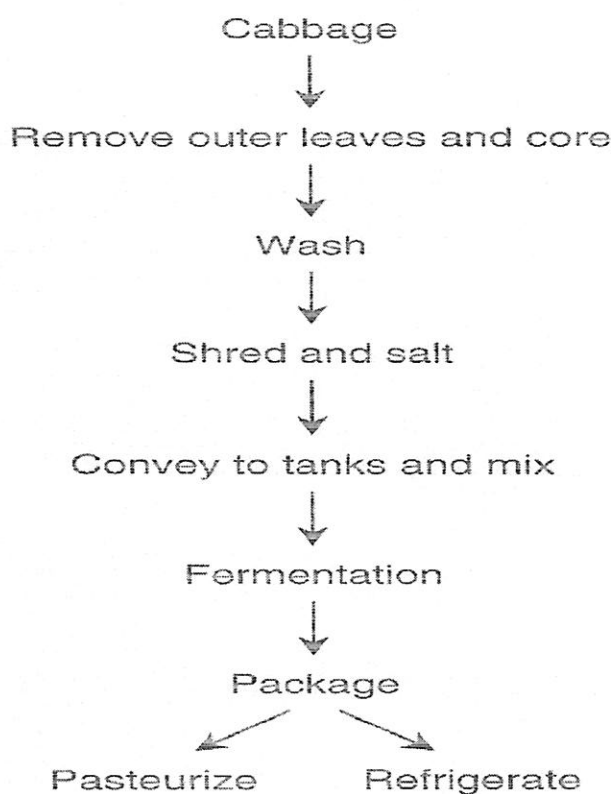 Cabbage
Remove outer leaves and core
Wash
Shred and salt
Convey to tanks and mix
Fermentation
Package
Pasteurize Refrigerate